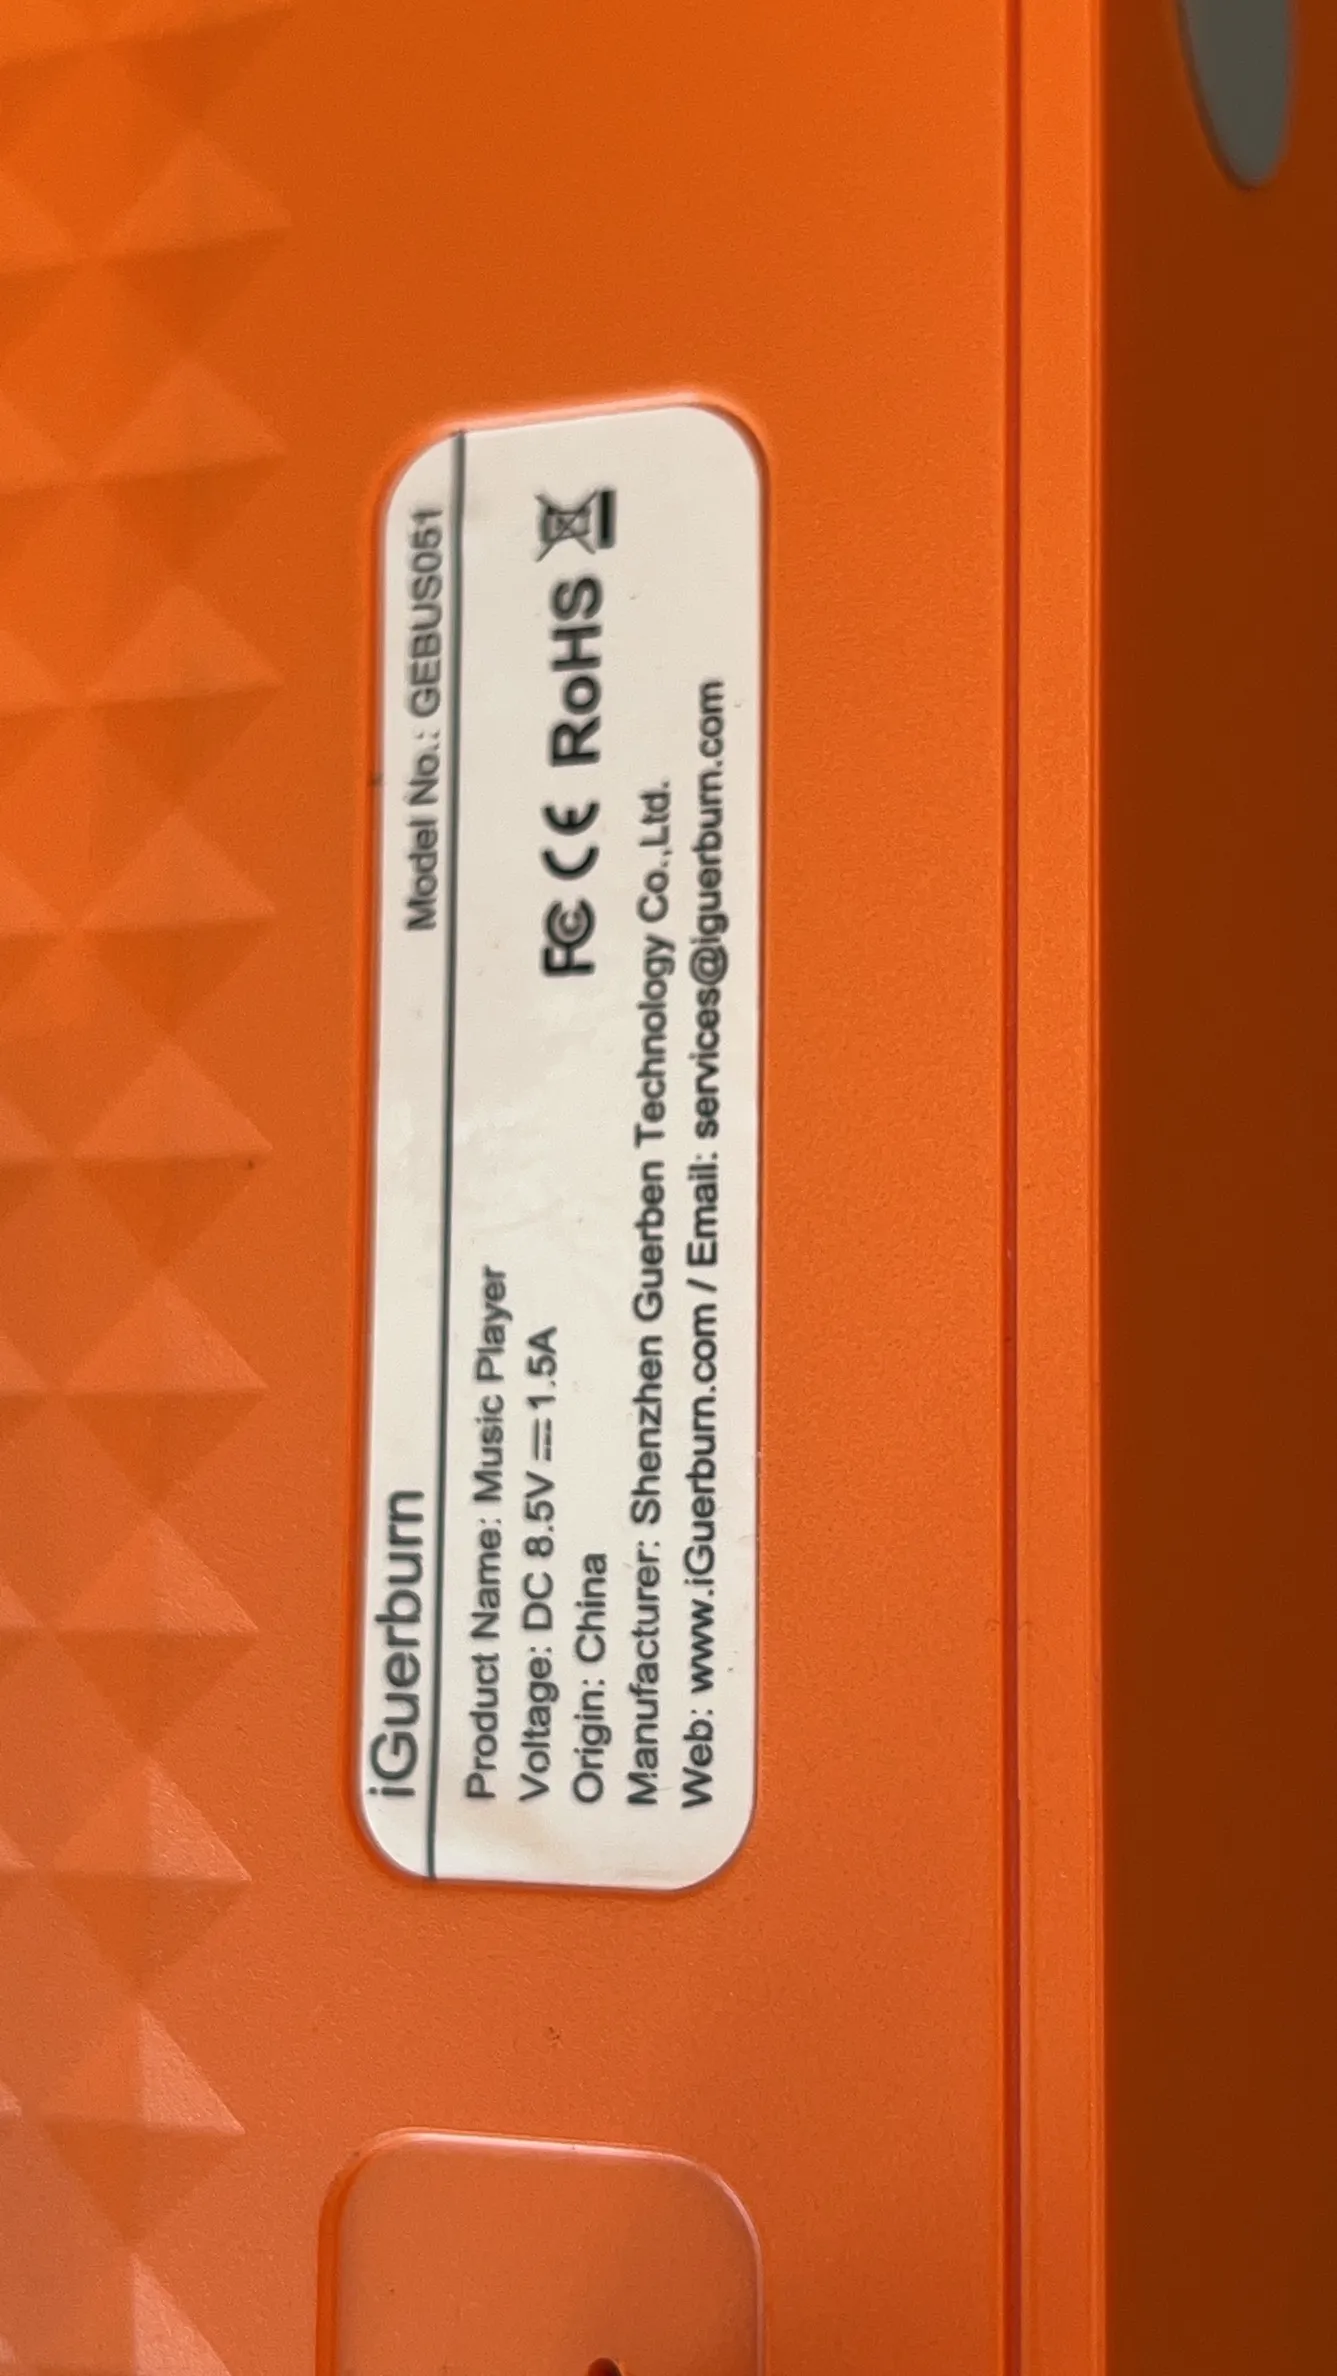 iGuerburn Model No.: GEBUS051
Product Name: Music Player
Voltage: DC 8.5V⎓1.5A
Origin: China
FC CE RoHS
Manufacturer: Shenzhen Guerben Technology Co.,Ltd.
Web: www.iGuerburn.com / Email: services@iguerburn.com